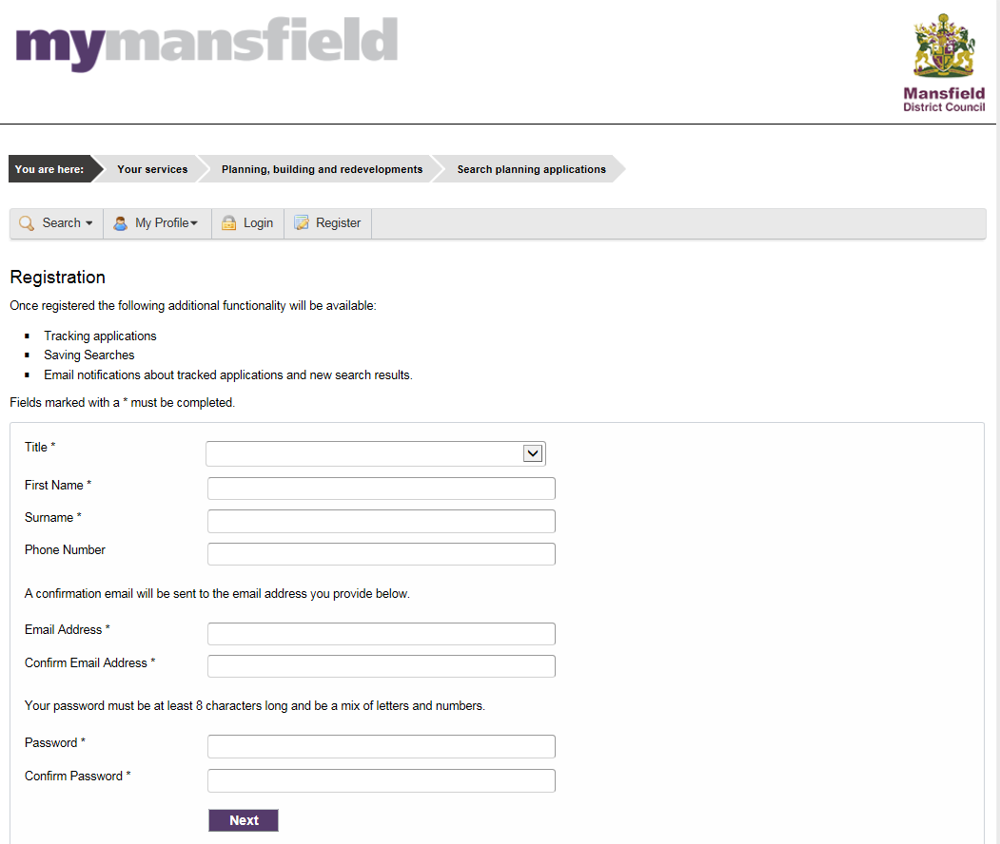 mymansfield
Mansfield
District Council
You are here: Your services Planning, building and redevelopments Search planning applications
Search My Profile Login Register
Registration
Once registered the following additional functionality will be available:
Tracking applications
Saving Searches
Email notifications about tracked applications and new search results.
Fields marked with a * must be completed.
Title *
First Name *
Surname *
Phone Number
A confirmation email will be sent to the email address you provide below.
Email Address *
Confirm Email Address *
Your password must be at least 8 characters long and be a mix of letters and numbers.
Password *
Confirm Password *
Next